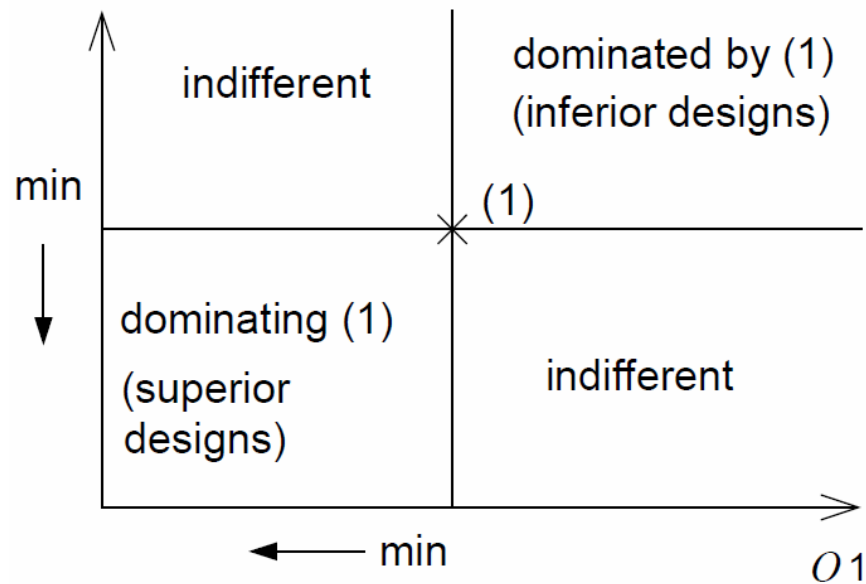 indifferent
dominated by (1)
(inferior designs)
min
(1)
dominating (1)
(superior
designs)
indifferent
min
O1